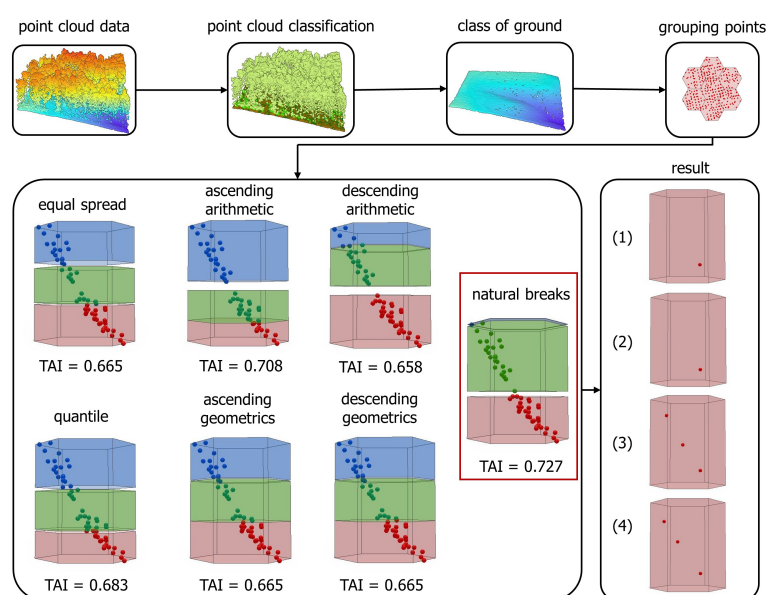 point cloud data
point cloud classification
class of ground
grouping points
result
equal spread
ascending
arithmetic
descending
arithmetic
natural breaks
TAI = 0.665
TAI = 0.708
TAI = 0.658
quantile
ascending
geometrics
descending
geometrics
TAI = 0.727
TAI = 0.683
TAI = 0.665
TAI = 0.665
(1)
(2)
(3)
(4)